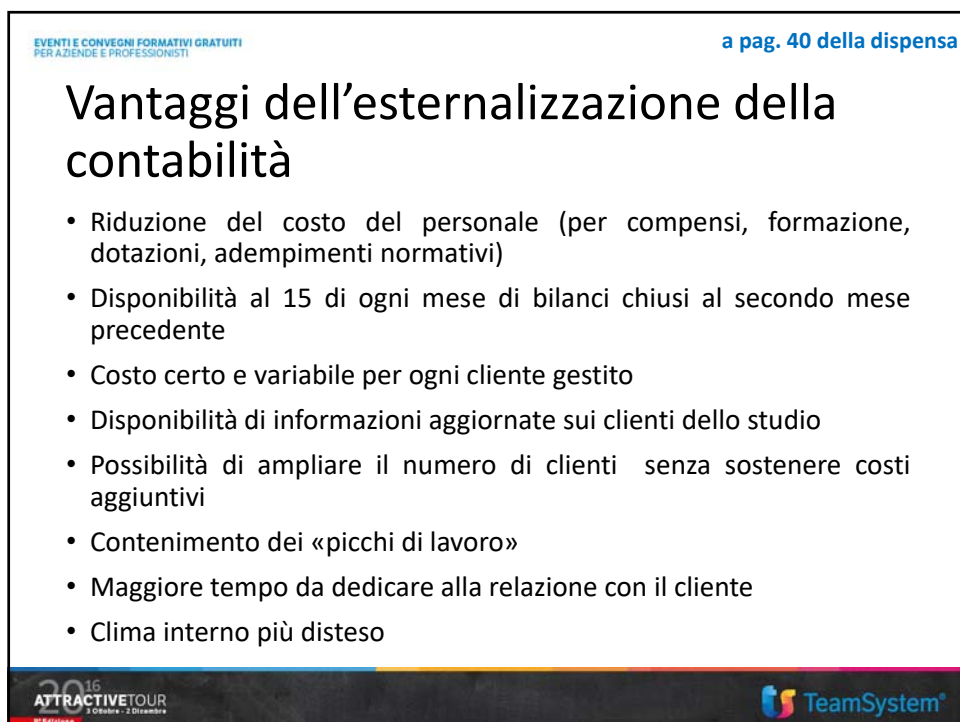 EVENTI E CONVEGNI FORMATIVI GRATUITI
PER AZIENDE E PROFESSIONISTI
a pag. 40 della dispensa
Vantaggi dell’esternalizzazione della
contabilità
• Riduzione del costo del personale (per compensi, formazione,
dotazioni, adempimenti normativi)
• Disponibilità al 15 di ogni mese di bilanci chiusi al secondo mese
precedente
• Costo certo e variabile per ogni cliente gestito
• Disponibilità di informazioni aggiornate sui clienti dello studio
• Possibilità di ampliare il numero di clienti senza sostenere costi
aggiuntivi
• Contenimento dei «picchi di lavoro»
• Maggiore tempo da dedicare alla relazione con il cliente
• Clima interno più disteso
2016
ATTRACTIVETOUR
3 Ottobre - 2 Dicembre
TeamSystem®